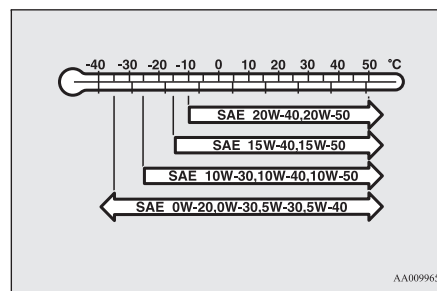 -40 -30 -20 -10 0 10 20 30 40 50 °C
SAE 20W-40,20W-50
SAE 15W-40,15W-50
SAE 10W-30,10W-40,10W-50
SAE 0W-20,0W-30,5W-30,5W-40
AA009965